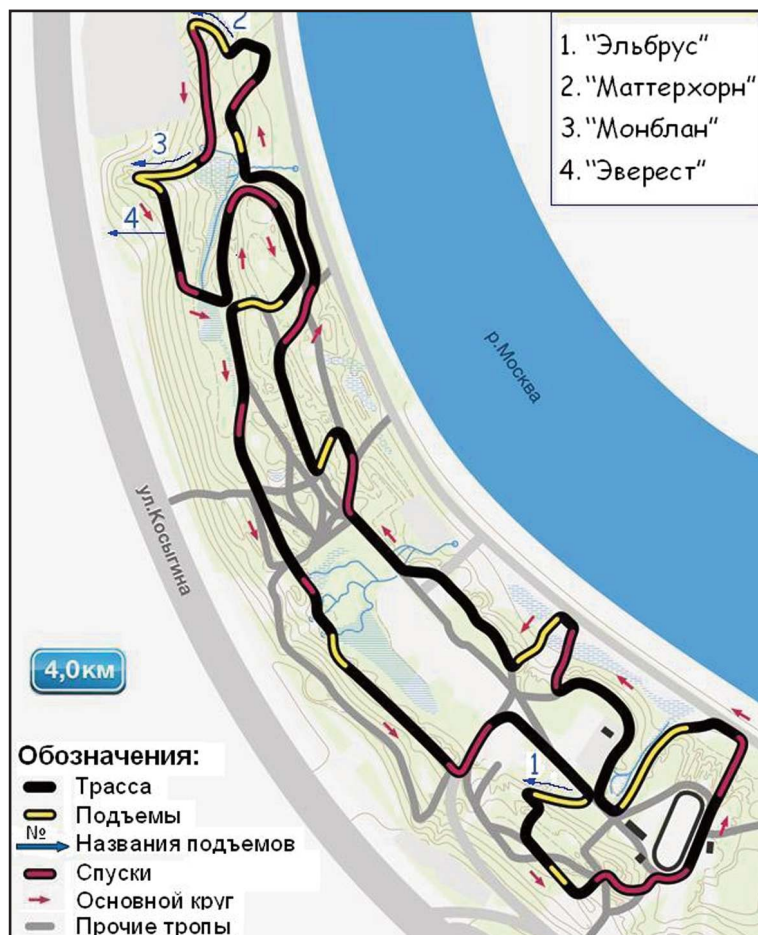 2
1. "Эльбрус"
2. "Маттерхорн"
3. "Монблан"
4. "Эверест"
3
4
р.Москва
ул.Косыгина
4,0км
1
Обозначения:
Трасса
Подъемы
№
Названия подъемов
Спуски
Основной круг
Прочие тропы